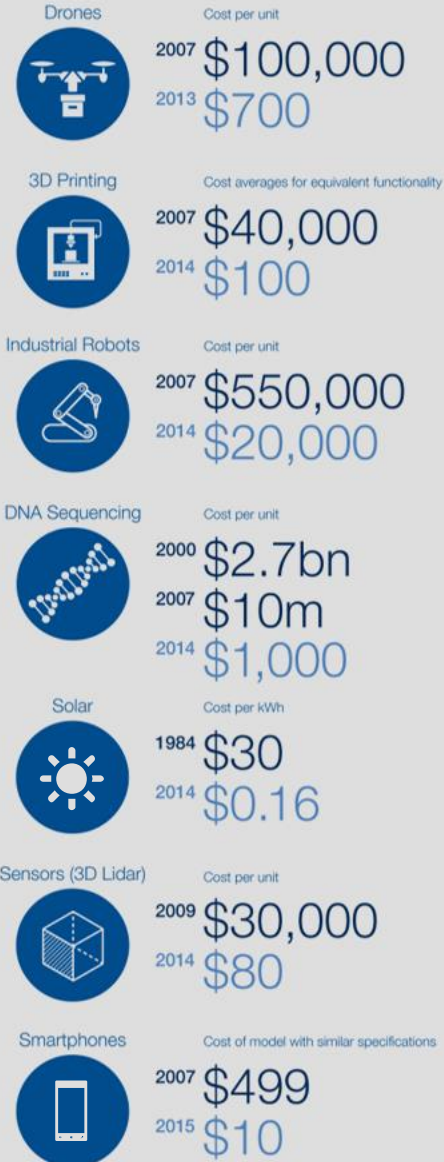 Drones
Cost per unit
2007 $100,000
2013 $700
3D Printing
Cost averages for equivalent functionality
2007 $40,000
2014 $100
Industrial Robots
Cost per unit
2007 $550,000
2014 $20,000
DNA Sequencing
Cost per unit
2000 $2.7bn
2007 $10m
2014 $1,000
Solar
Cost per kWh
1984 $30
2014 $0.16
Sensors (3D Lidar)
Cost per unit
2009 $30,000
2014 $80
Smartphones
Cost of model with similar specifications
2007 $499
2015 $10